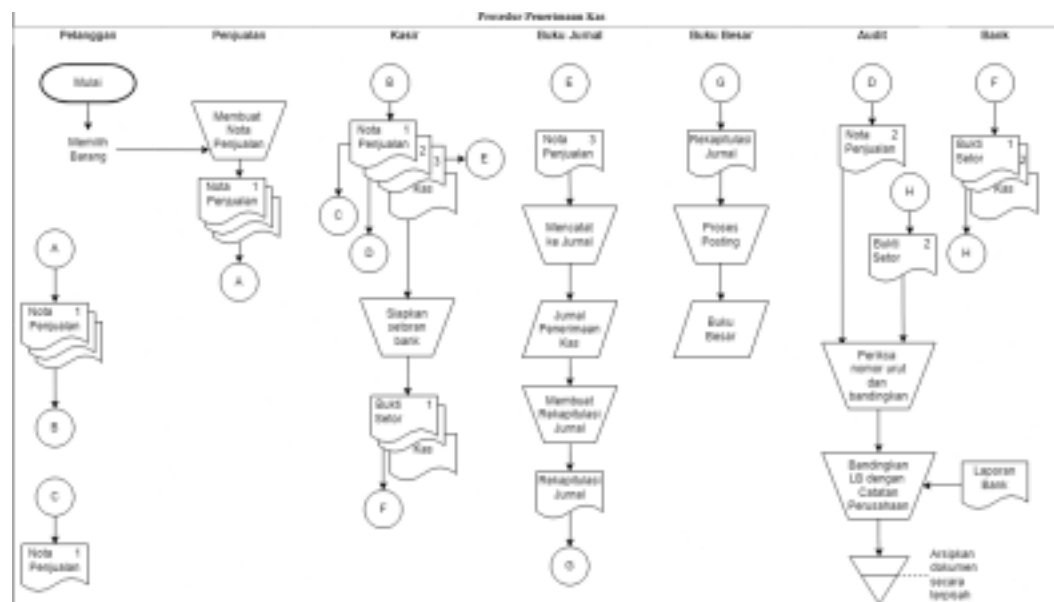 Prosedur Penerimaan Kas
Pelanggan
Penjualan
Kasir
Buku Jurnal
Buku Besar
Audit
Bank
Mulai
Memilih
Barang
A
Nota 1
Penjualan
B
C
Nota 1
Penjualan
Membuat
Nota
Penjualan
Nota 1
Penjualan
A
B
Nota 1
Penjualan
2
3
Kas
E
C
D
Siapkan
setoran
bank
Bukti 1
Setor
Kas
F
E
Nota 3
Penjualan
Mencatat
ke Jurnal
Jurnal
Penerimaan
Kas
Membuat
Rekapitulasi
Jurnal
Rekapitulasi
Jurnal
G
G
Rekapitulasi
Jurnal
Proses
Posting
Buku
Besar
D
Nota 2
Penjualan
H
Bukti 2
Setor
Periksa
nomor urut
dan
bandingkan
Bandingkan
LB dengan
Catatan
Perusahaan
Laporan
Bank
Arsipkan
dokumen
secara
terpisah
F
Bukti 1
Setor
2
Kas
H